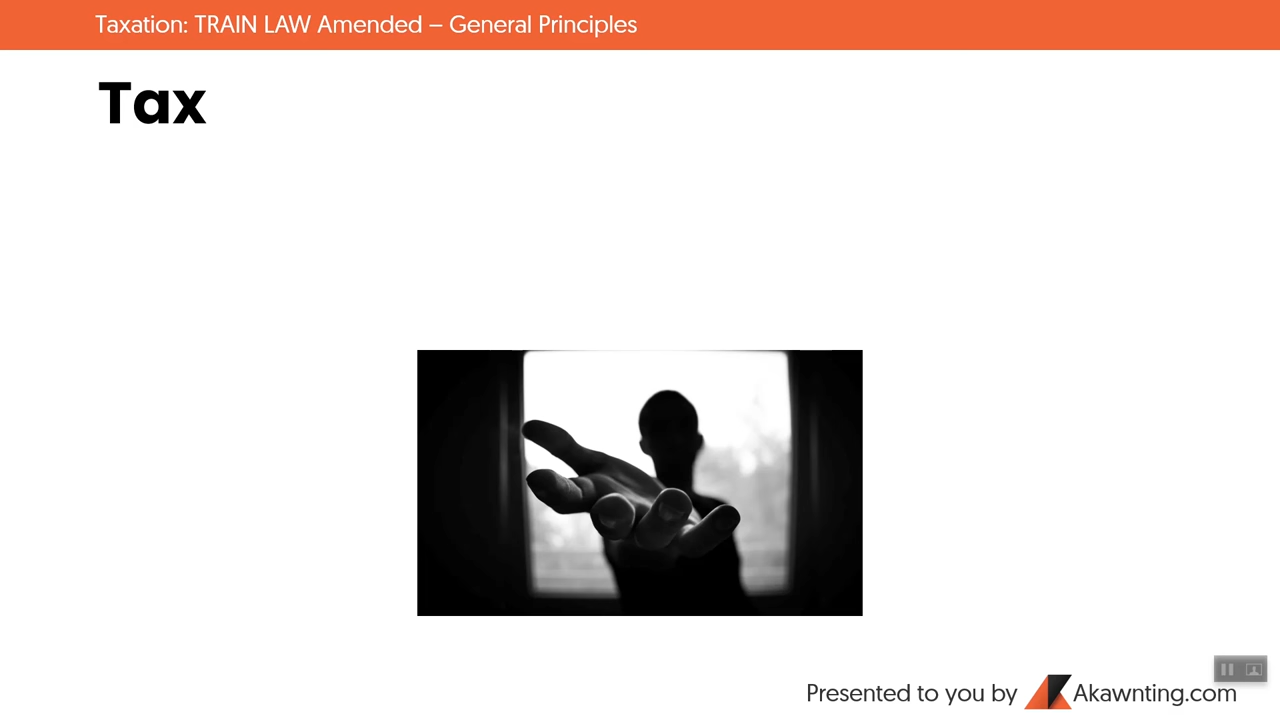 Taxation: TRAIN LAW Amended – General Principles
Tax
Presented to you by Akawnting.com